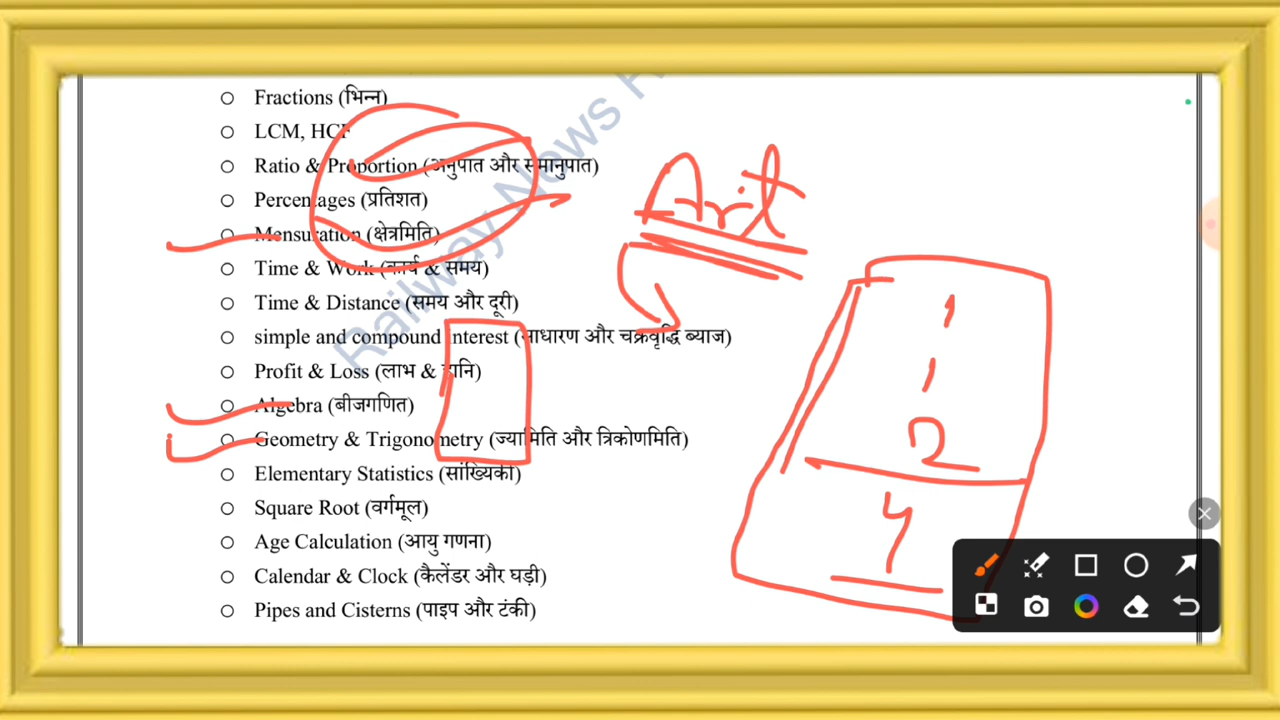 Fractions (भिन्न)
LCM, HCF
Ratio & Proportion (अनुपात और समानुपात)
Percentages (प्रतिशत)
Mensuration (क्षेत्रमिति)
Time & Work (कार्य & समय)
Time & Distance (समय और दूरी)
simple and compound interest (साधारण और चक्रवृद्धि ब्याज)
Profit & Loss (लाभ & हानि)
Algebra (बीजगणित)
Geometry & Trigonometry (ज्यामिति और त्रिकोणमिति)
Elementary Statistics (सांख्यिकी)
Square Root (वर्गमूल)
Age Calculation (आयु गणना)
Calendar & Clock (कैलेंडर और घड़ी)
Pipes and Cisterns (पाइप और टंकी)
Railway News
Arit
1
1
2
4